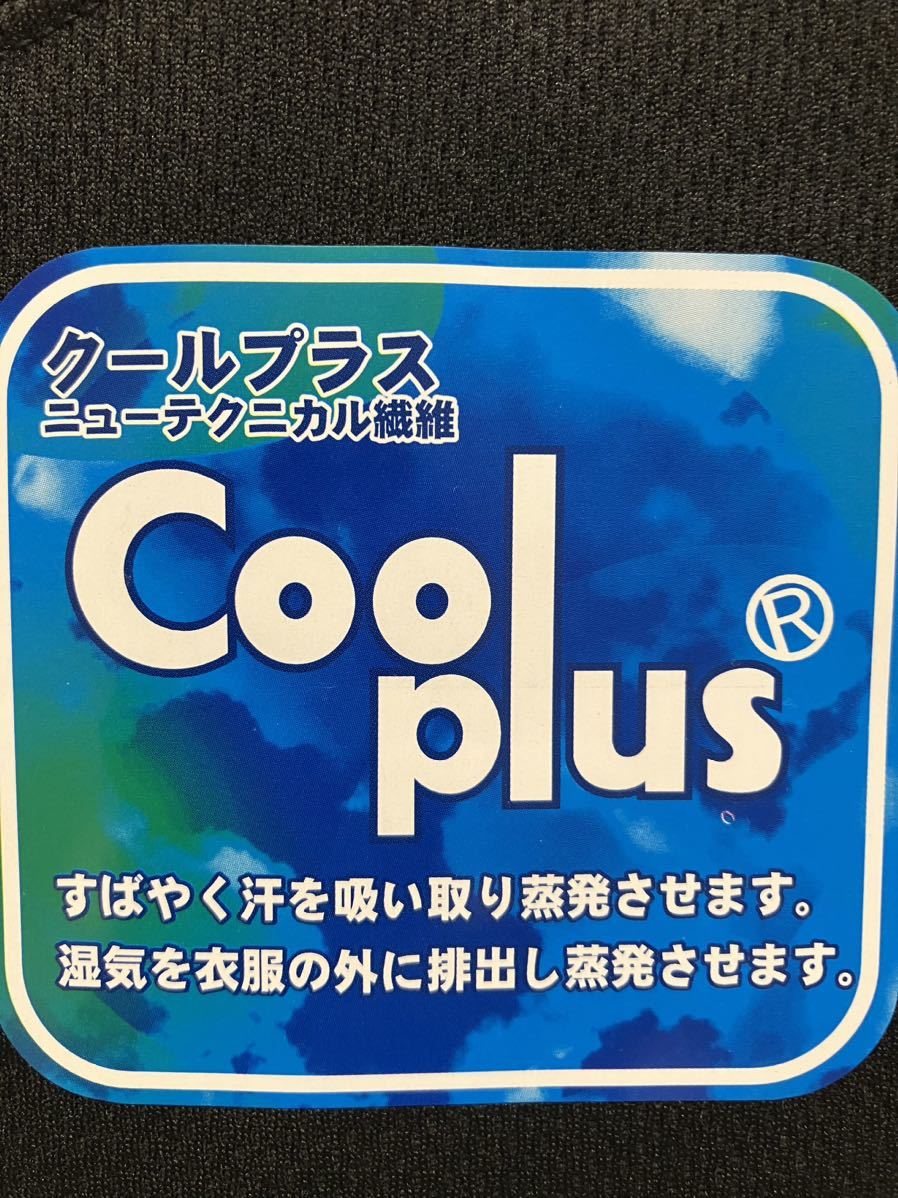 クールプラス
ニューテクニカル繊維
Cool
plus®
すばやく汗を吸い取り蒸発させます。
湿気を衣服の外に排出し蒸発させます。